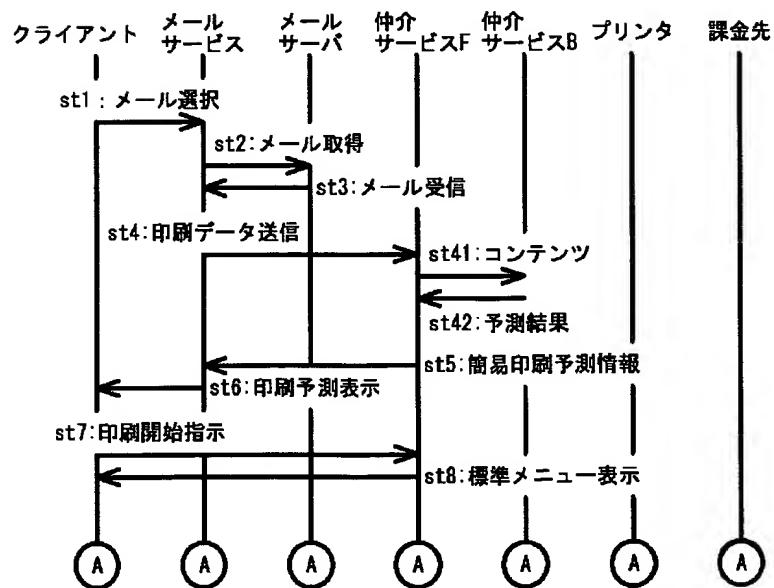 クライアント
メール
サービス
メール
サーバ
仲介
サービスF
仲介
サービスB
プリンタ
課金先
st1:メール選択
st2:メール取得
st3:メール受信
st4:印刷データ送信
st41:コンテンツ
st42:予測結果
st5:簡易印刷予測情報
st6:印刷予測表示
st7:印刷開始指示
st8:標準メニュー表示
A
A
A
A
A
A
A